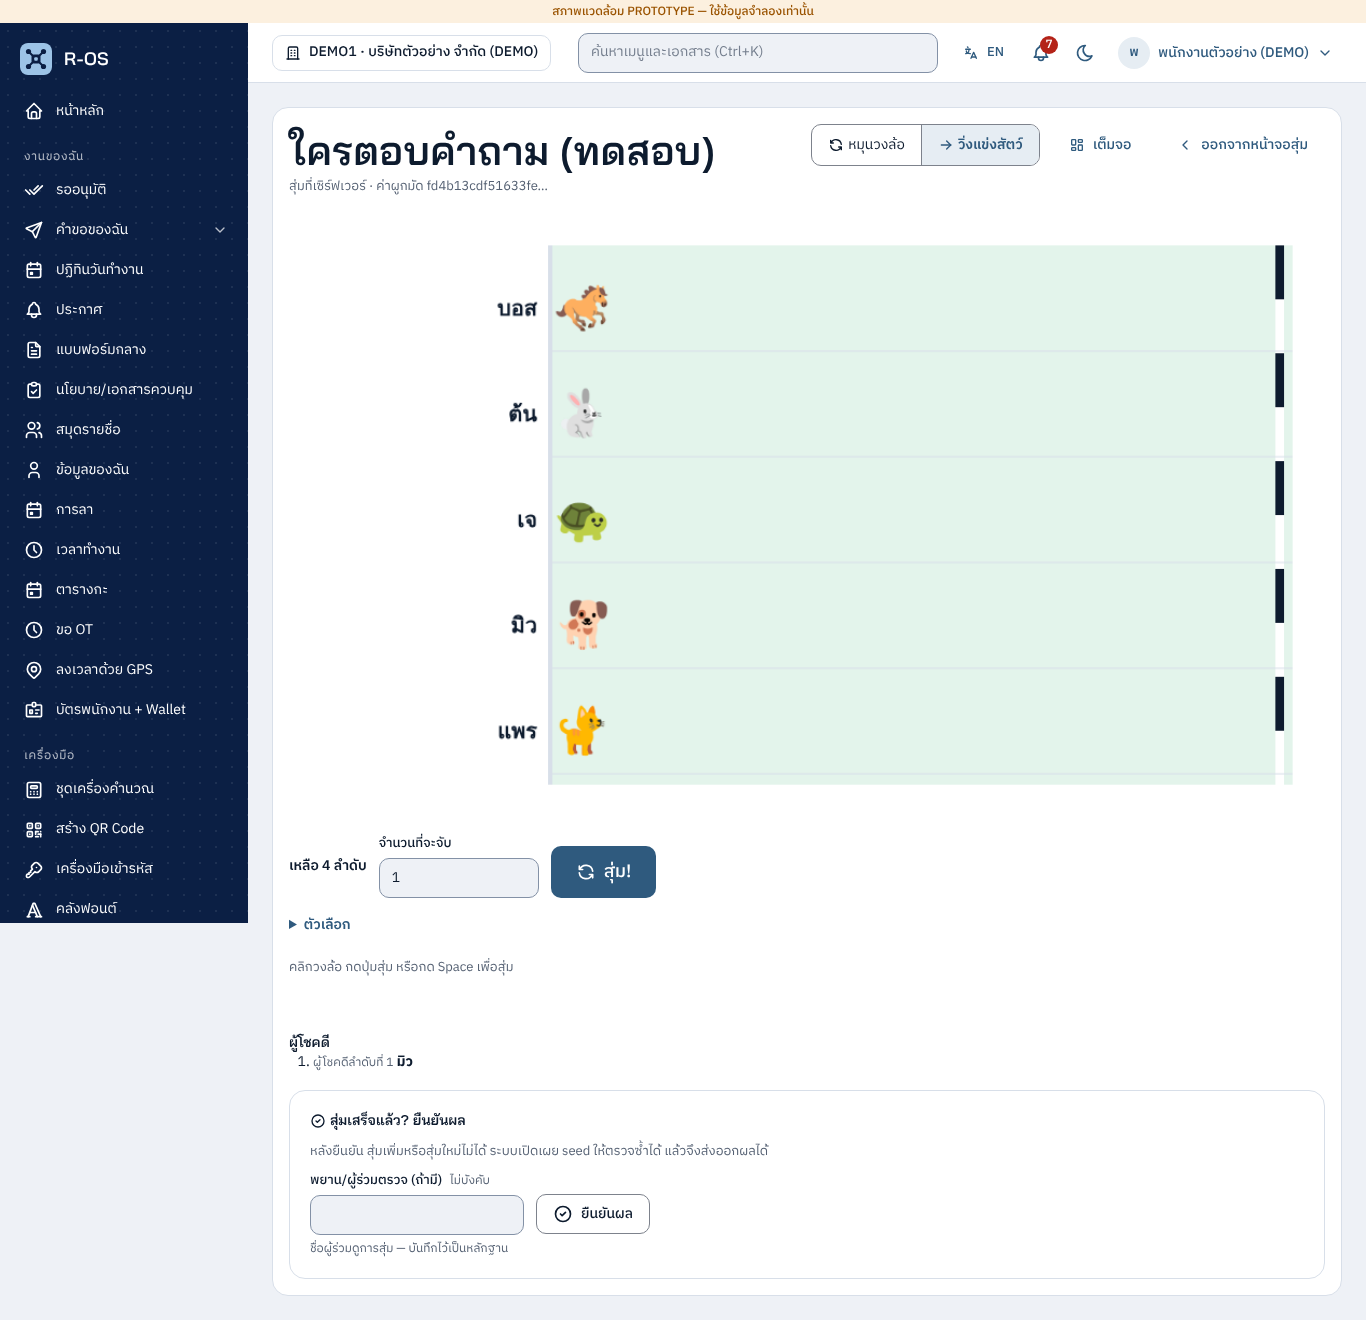 สภาพแวดล้อม PROTOTYPE — ใช้ข้อมูลจำลองเท่านั้น
R-OS
DEMO1 · บริษัทตัวอย่าง จำกัด (DEMO)
ค้นหาเมนูและเอกสาร (Ctrl+K)
EN
7
พ
พนักงานตัวอย่าง (DEMO)
หน้าหลัก
งานของฉัน
รออนุมัติ
คำขอของฉัน
ปฏิทินวันทำงาน
ประกาศ
แบบฟอร์มกลาง
นโยบาย/เอกสารควบคุม
สมุดรายชื่อ
ข้อมูลของฉัน
การลา
เวลาทำงาน
ตารางกะ
ขอ OT
ลงเวลาด้วย GPS
บัตรพนักงาน + Wallet
เครื่องมือ
ชุดเครื่องคำนวณ
สร้าง QR Code
เครื่องมือเข้ารหัส
คลังฟอนต์
ใครตอบคำถาม (ทดสอบ)
หมุนวงล้อ
วิ่งแข่งสัตว์
เต็มจอ
ออกจากหน้าจอสุ่ม
สุ่มที่เซิร์ฟเวอร์ · ค่าผูกมัด fd4b13cdf51633fe…
บอส
ต้น
เจ
มิว
แพร
เหลือ 4 ลำดับ
จำนวนที่จะจับ
1
สุ่ม!
ตัวเลือก
คลิกวงล้อ กดปุ่มสุ่ม หรือกด Space เพื่อสุ่ม
ผู้โชคดี
1. ผู้โชคดีลำดับที่ 1 มิว
สุ่มเสร็จแล้ว? ยืนยันผล
หลังยืนยัน สุ่มเพิ่มหรือสุ่มใหม่ไม่ได้ ระบบเปิดเผย seed ให้ตรวจซ้ำได้ แล้วจึงส่งออกผลได้
พยาน/ผู้ร่วมตรวจ (ถ้ามี) ไม่บังคับ
ยืนยันผล
ชื่อผู้ร่วมดูการสุ่ม — บันทึกไว้เป็นหลักฐาน